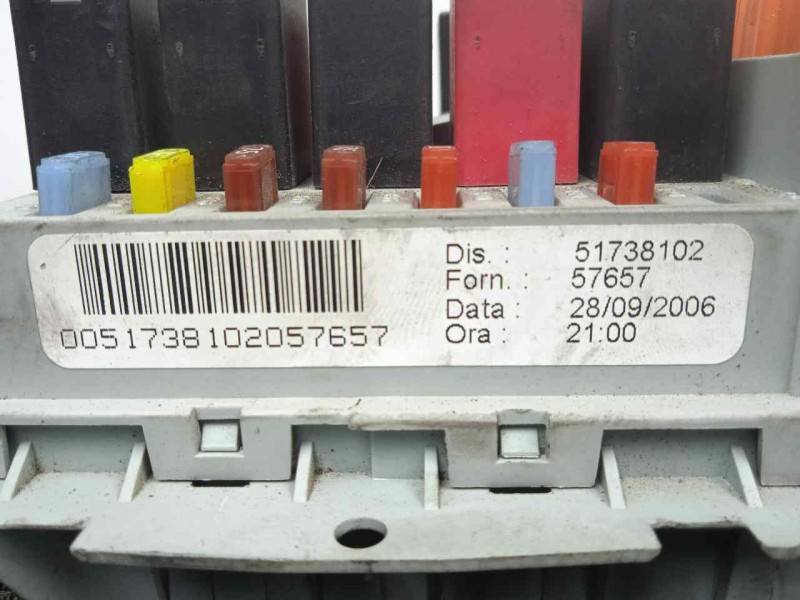 Dis. : 51738102
Forn. : 57657
Data : 28/09/2006
Ora : 21:00
0051738102057657